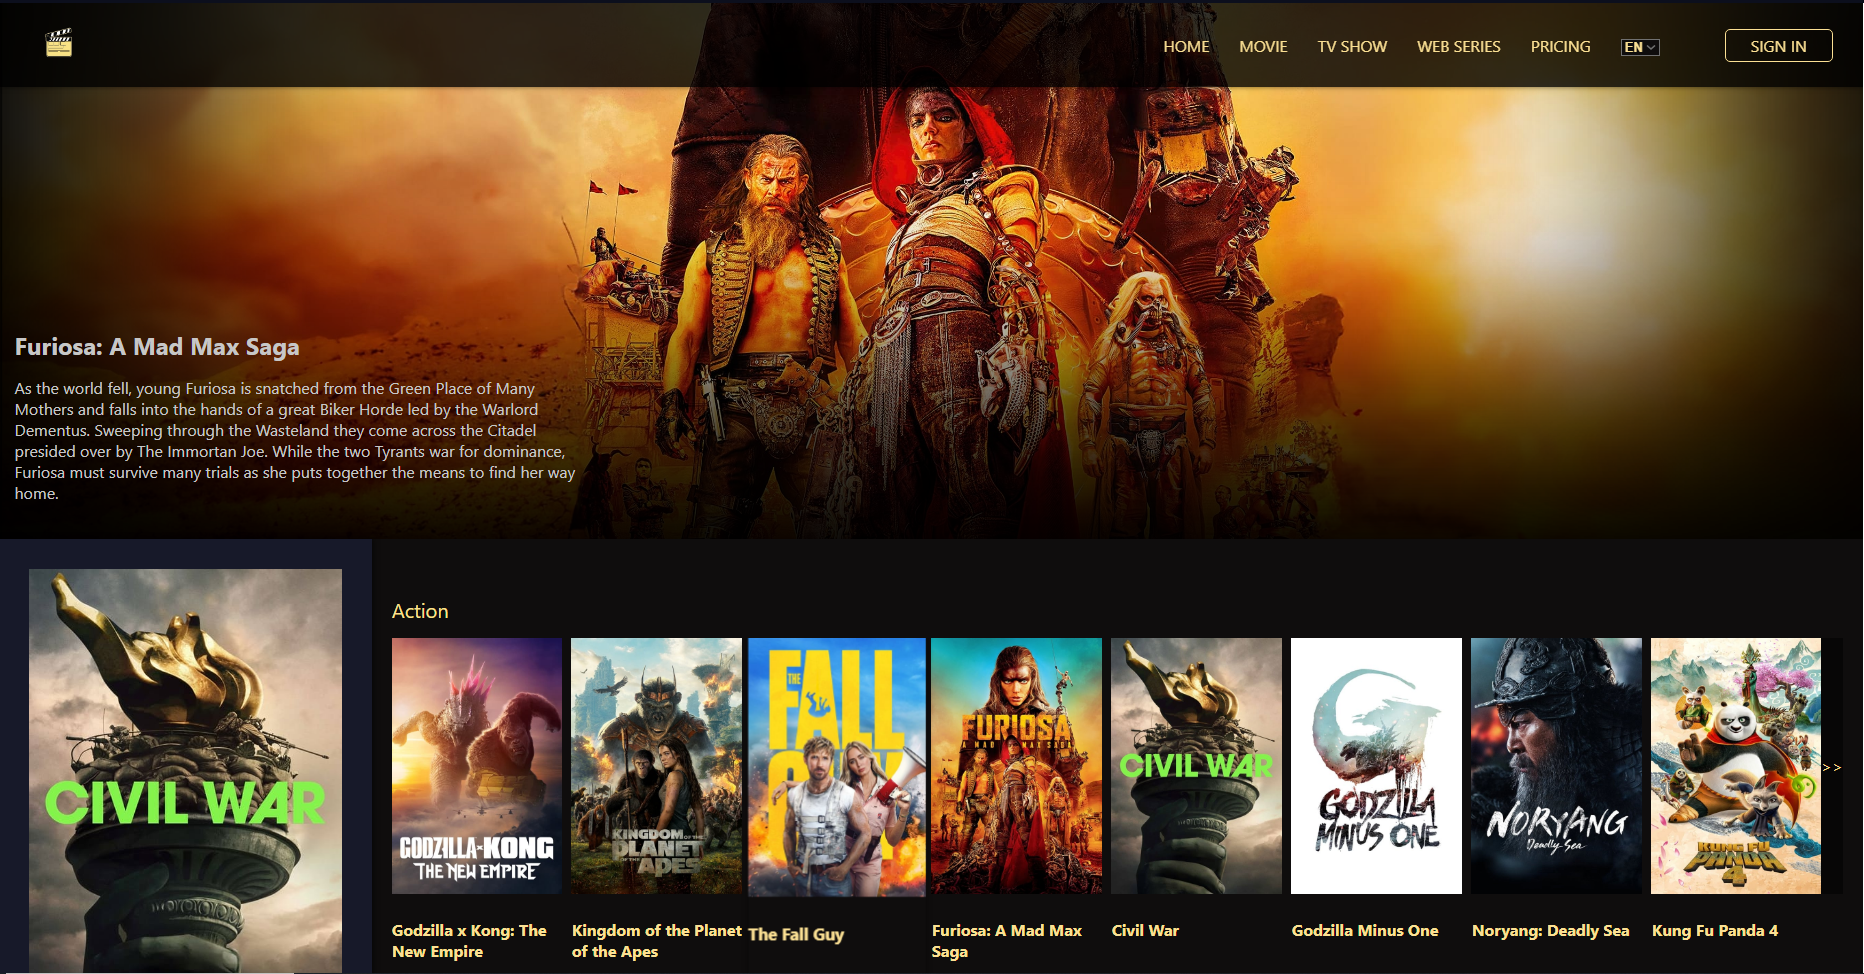 HOME MOVIE TV SHOW WEB SERIES PRICING EN SIGN IN
Furiosa: A Mad Max Saga
As the world fell, young Furiosa is snatched from the Green Place of Many
Mothers and falls into the hands of a great Biker Horde led by the Warlord
Dementus. Sweeping through the Wasteland they come across the Citadel
presided over by The Immortan Joe. While the two Tyrants war for dominance,
Furiosa must survive many trials as she puts together the means to find her way
home.
CIVIL WAR
Action
GODZILLA x KONG
THE NEW EMPIRE
KINGDOM OF THE
PLANET
OF THE APES
THE FALL
GUY
FURIOSA
A MAD MAX SAGA
CIVIL WAR
GODZILLA
MINUS ONE
NORYANG
Deadly Sea
KUNG FU
PANDA
4
>>
Godzilla x Kong: The
New Empire
Kingdom of the Planet
of the Apes
The Fall Guy
Furiosa: A Mad Max
Saga
Civil War
Godzilla Minus One
Noryang: Deadly Sea
Kung Fu Panda 4